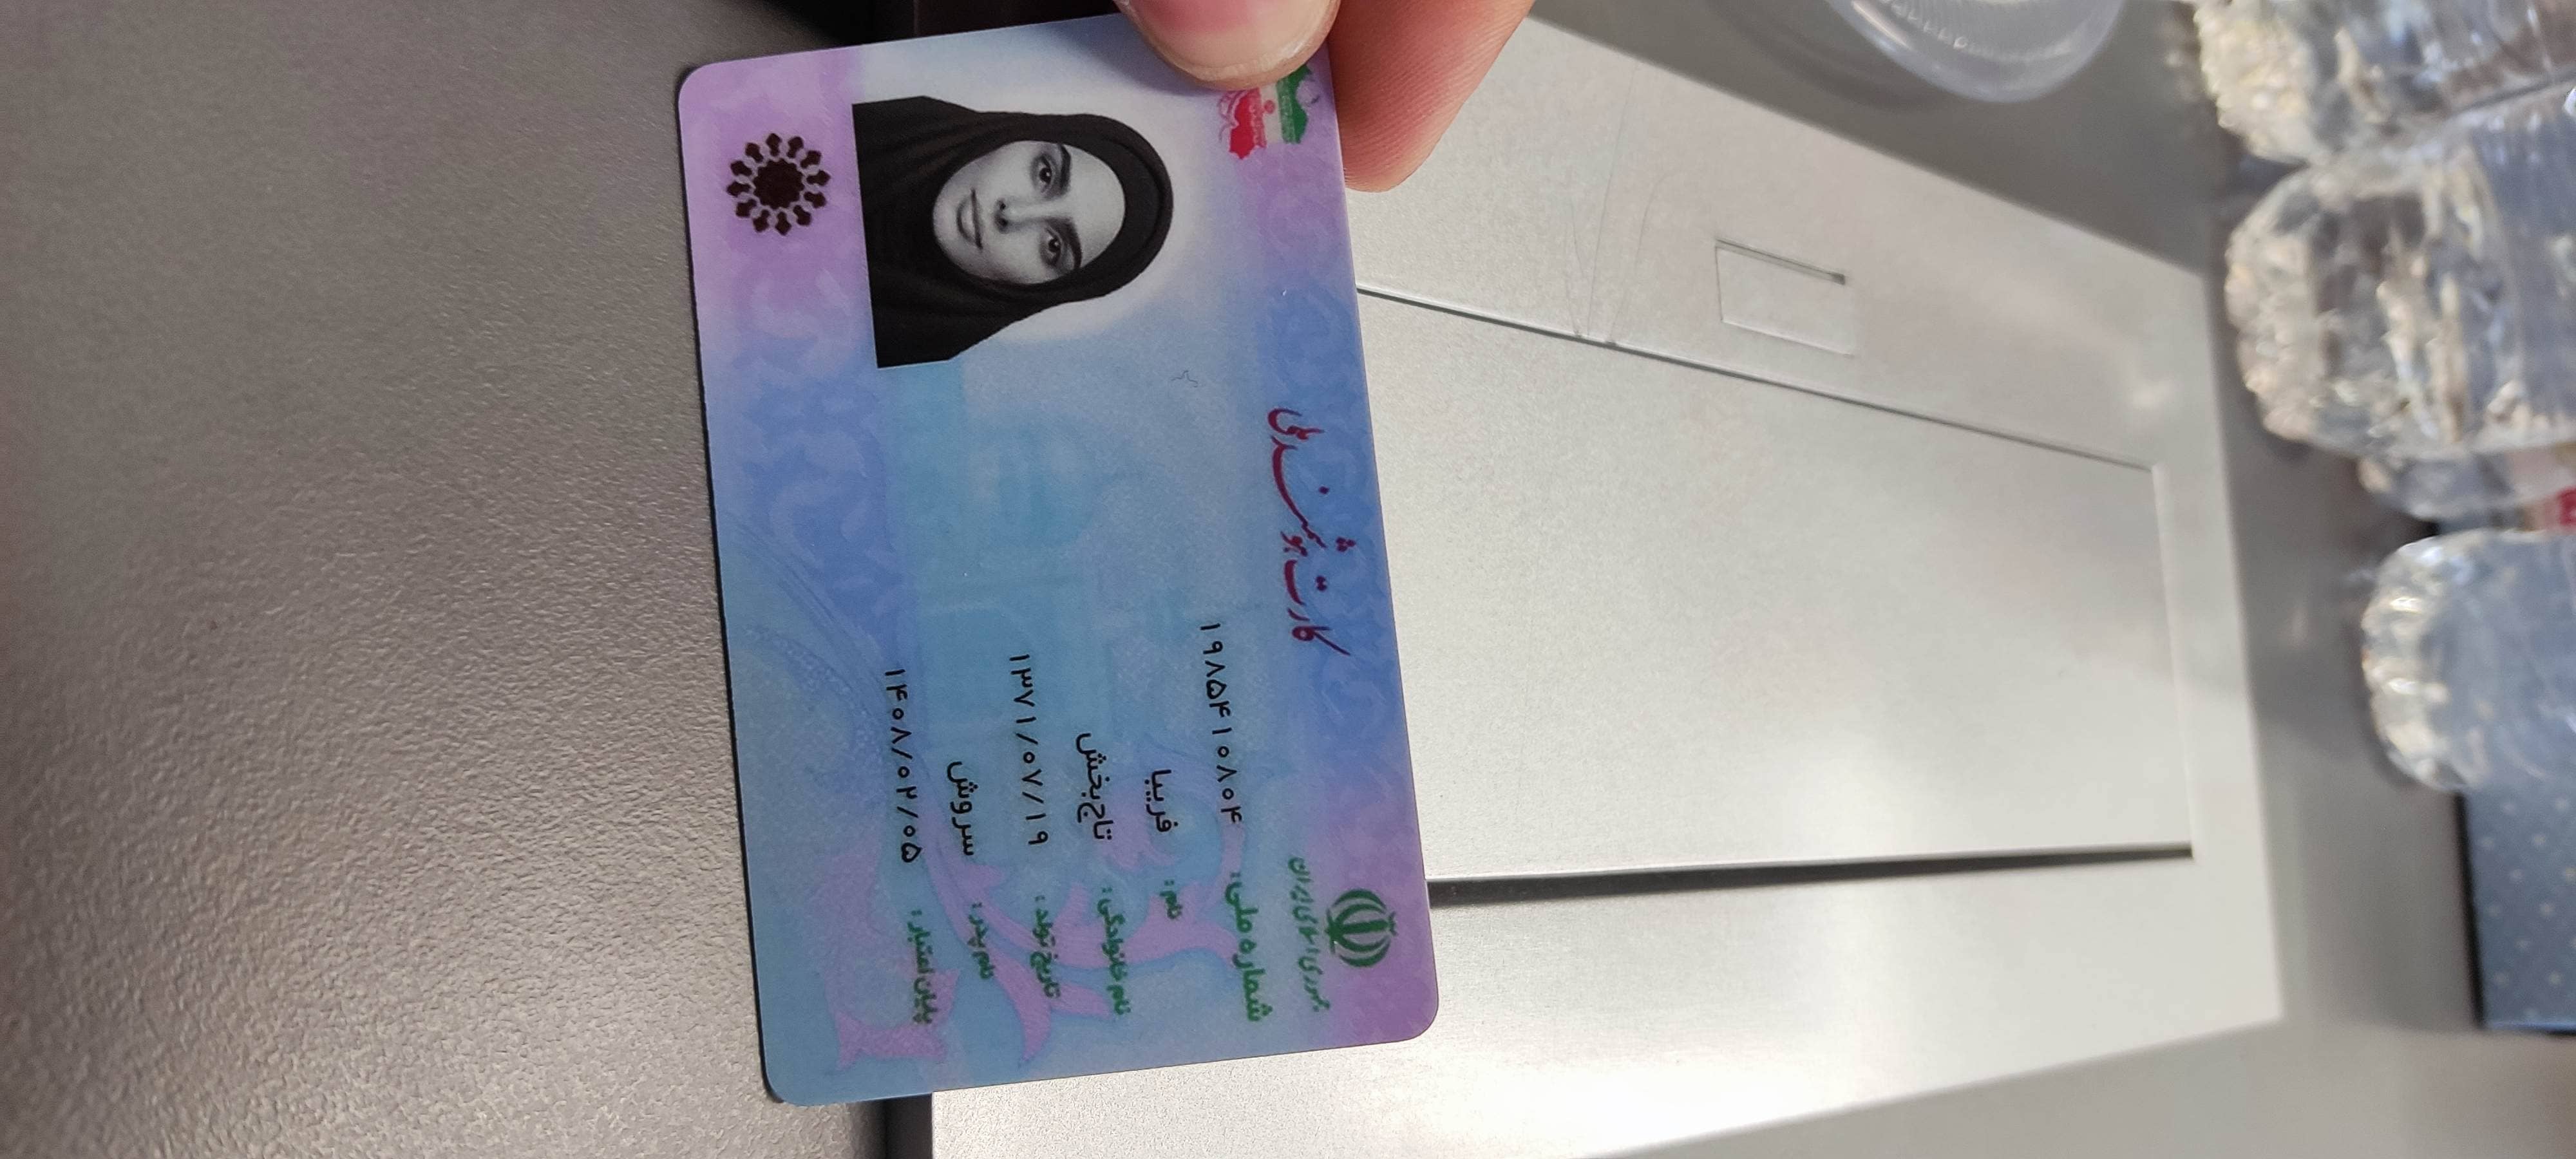 جمهوری اسلامی ایران
کارت هوشمند ملی
شماره ملی: ۱۹۸۵۴۱۰۸۰۴
نام: فریبا
نام خانوادگی: تاج‌بخش
تاریخ تولد: ۱۳۷۱/۰۷/۱۹
نام پدر: سروش
پایان اعتبار: ۱۴۰۸/۰۲/۰۵